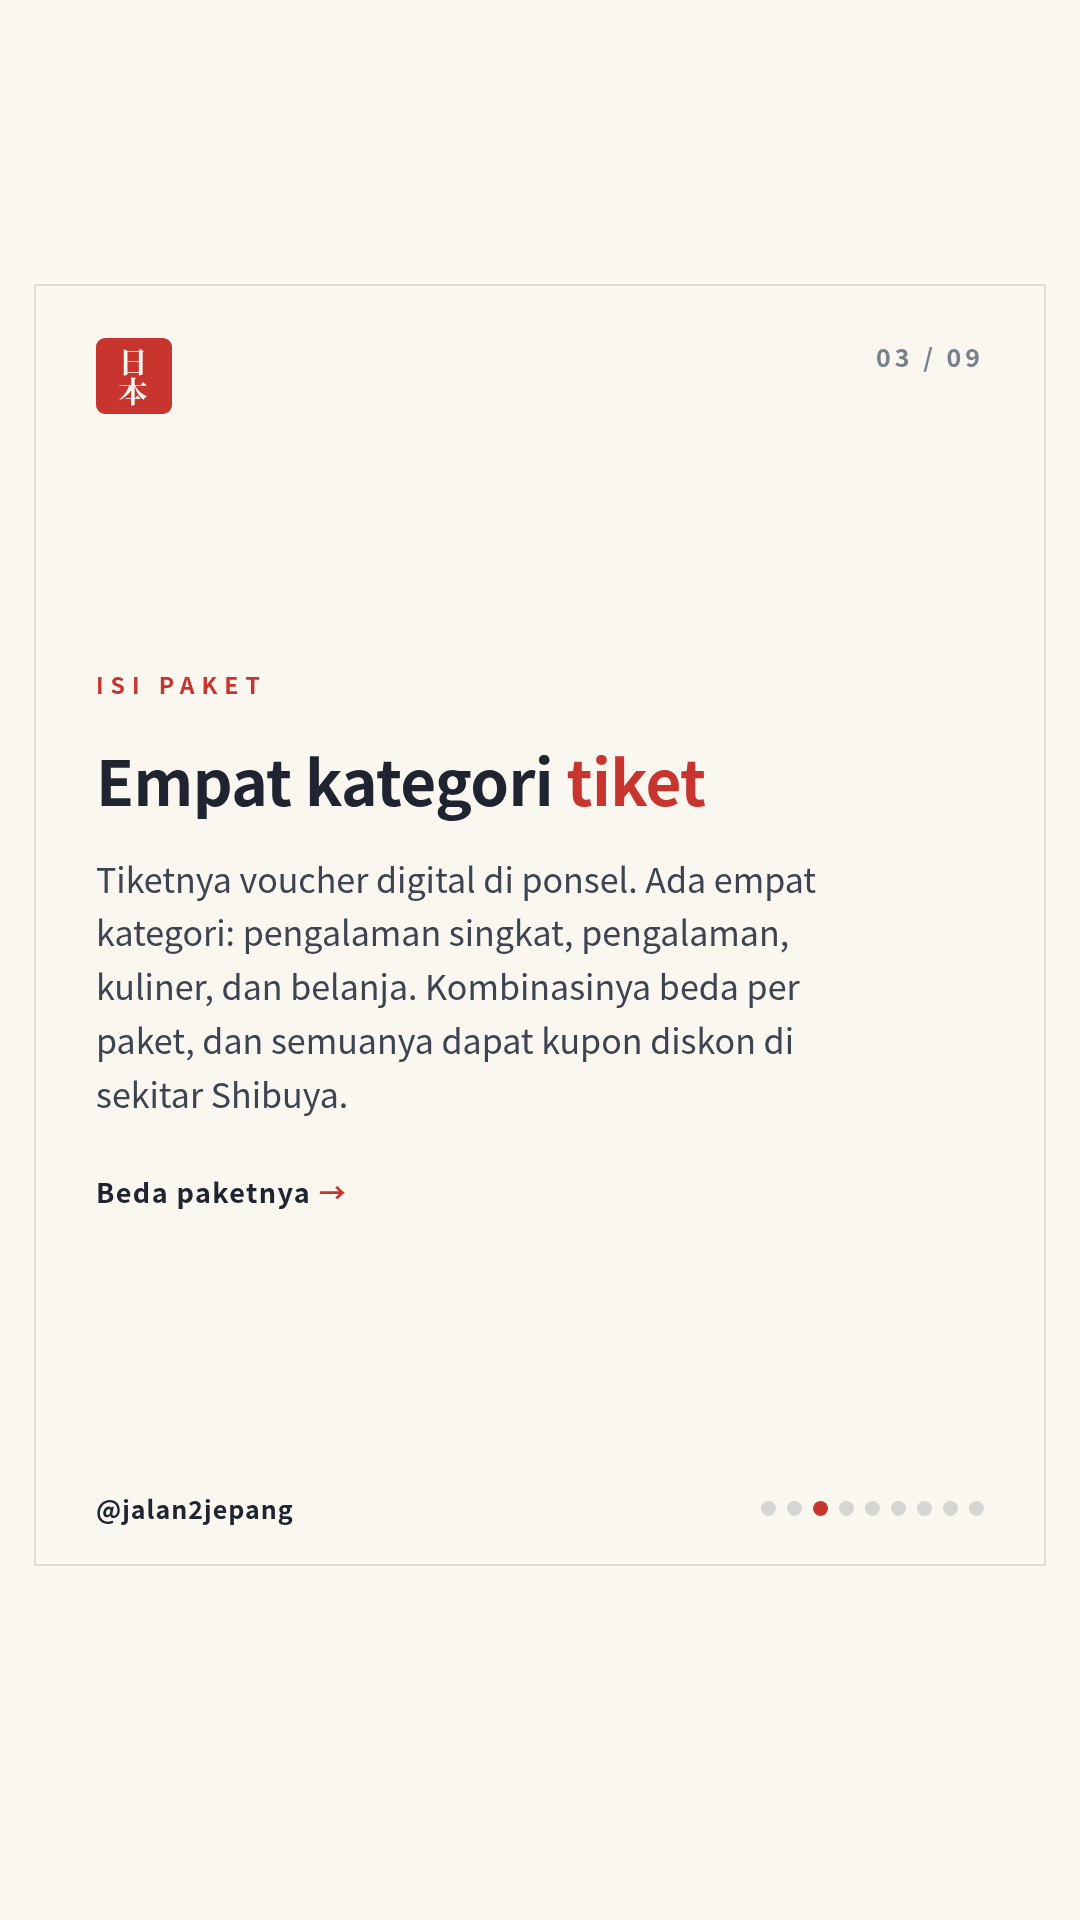 日
本
03 / 09
ISI PAKET
Empat kategori tiket
Tiketnya voucher digital di ponsel. Ada empat
kategori: pengalaman singkat, pengalaman,
kuliner, dan belanja. Kombinasinya beda per
paket, dan semuanya dapat kupon diskon di
sekitar Shibuya.
Beda paketnya →
@jalan2jepang